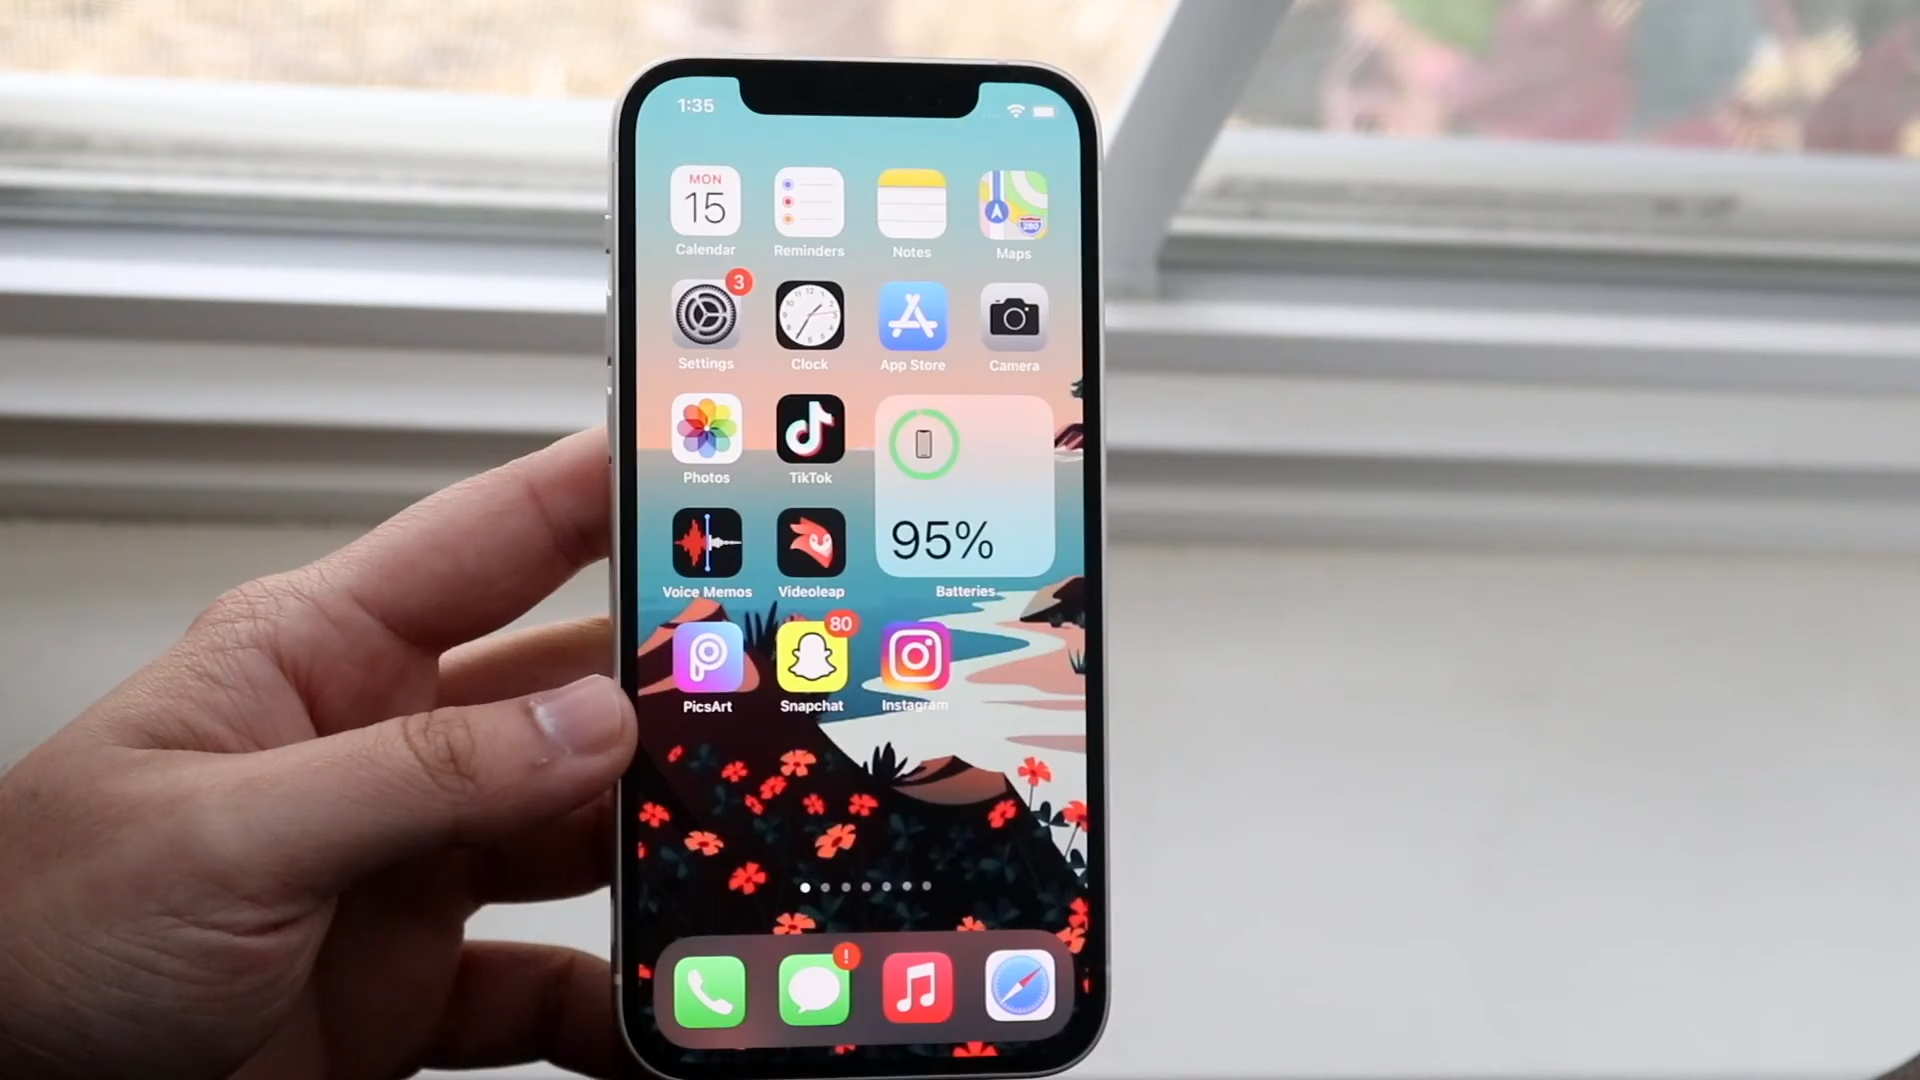 1:35
MON
15
Calendar
Reminders
Notes
280
Maps
3
Settings
Clock
App Store
Camera
Photos
TikTok
95%
Voice Memos
Videoleap
Batteries
80
PicsArt
Snapchat
Instagram
!